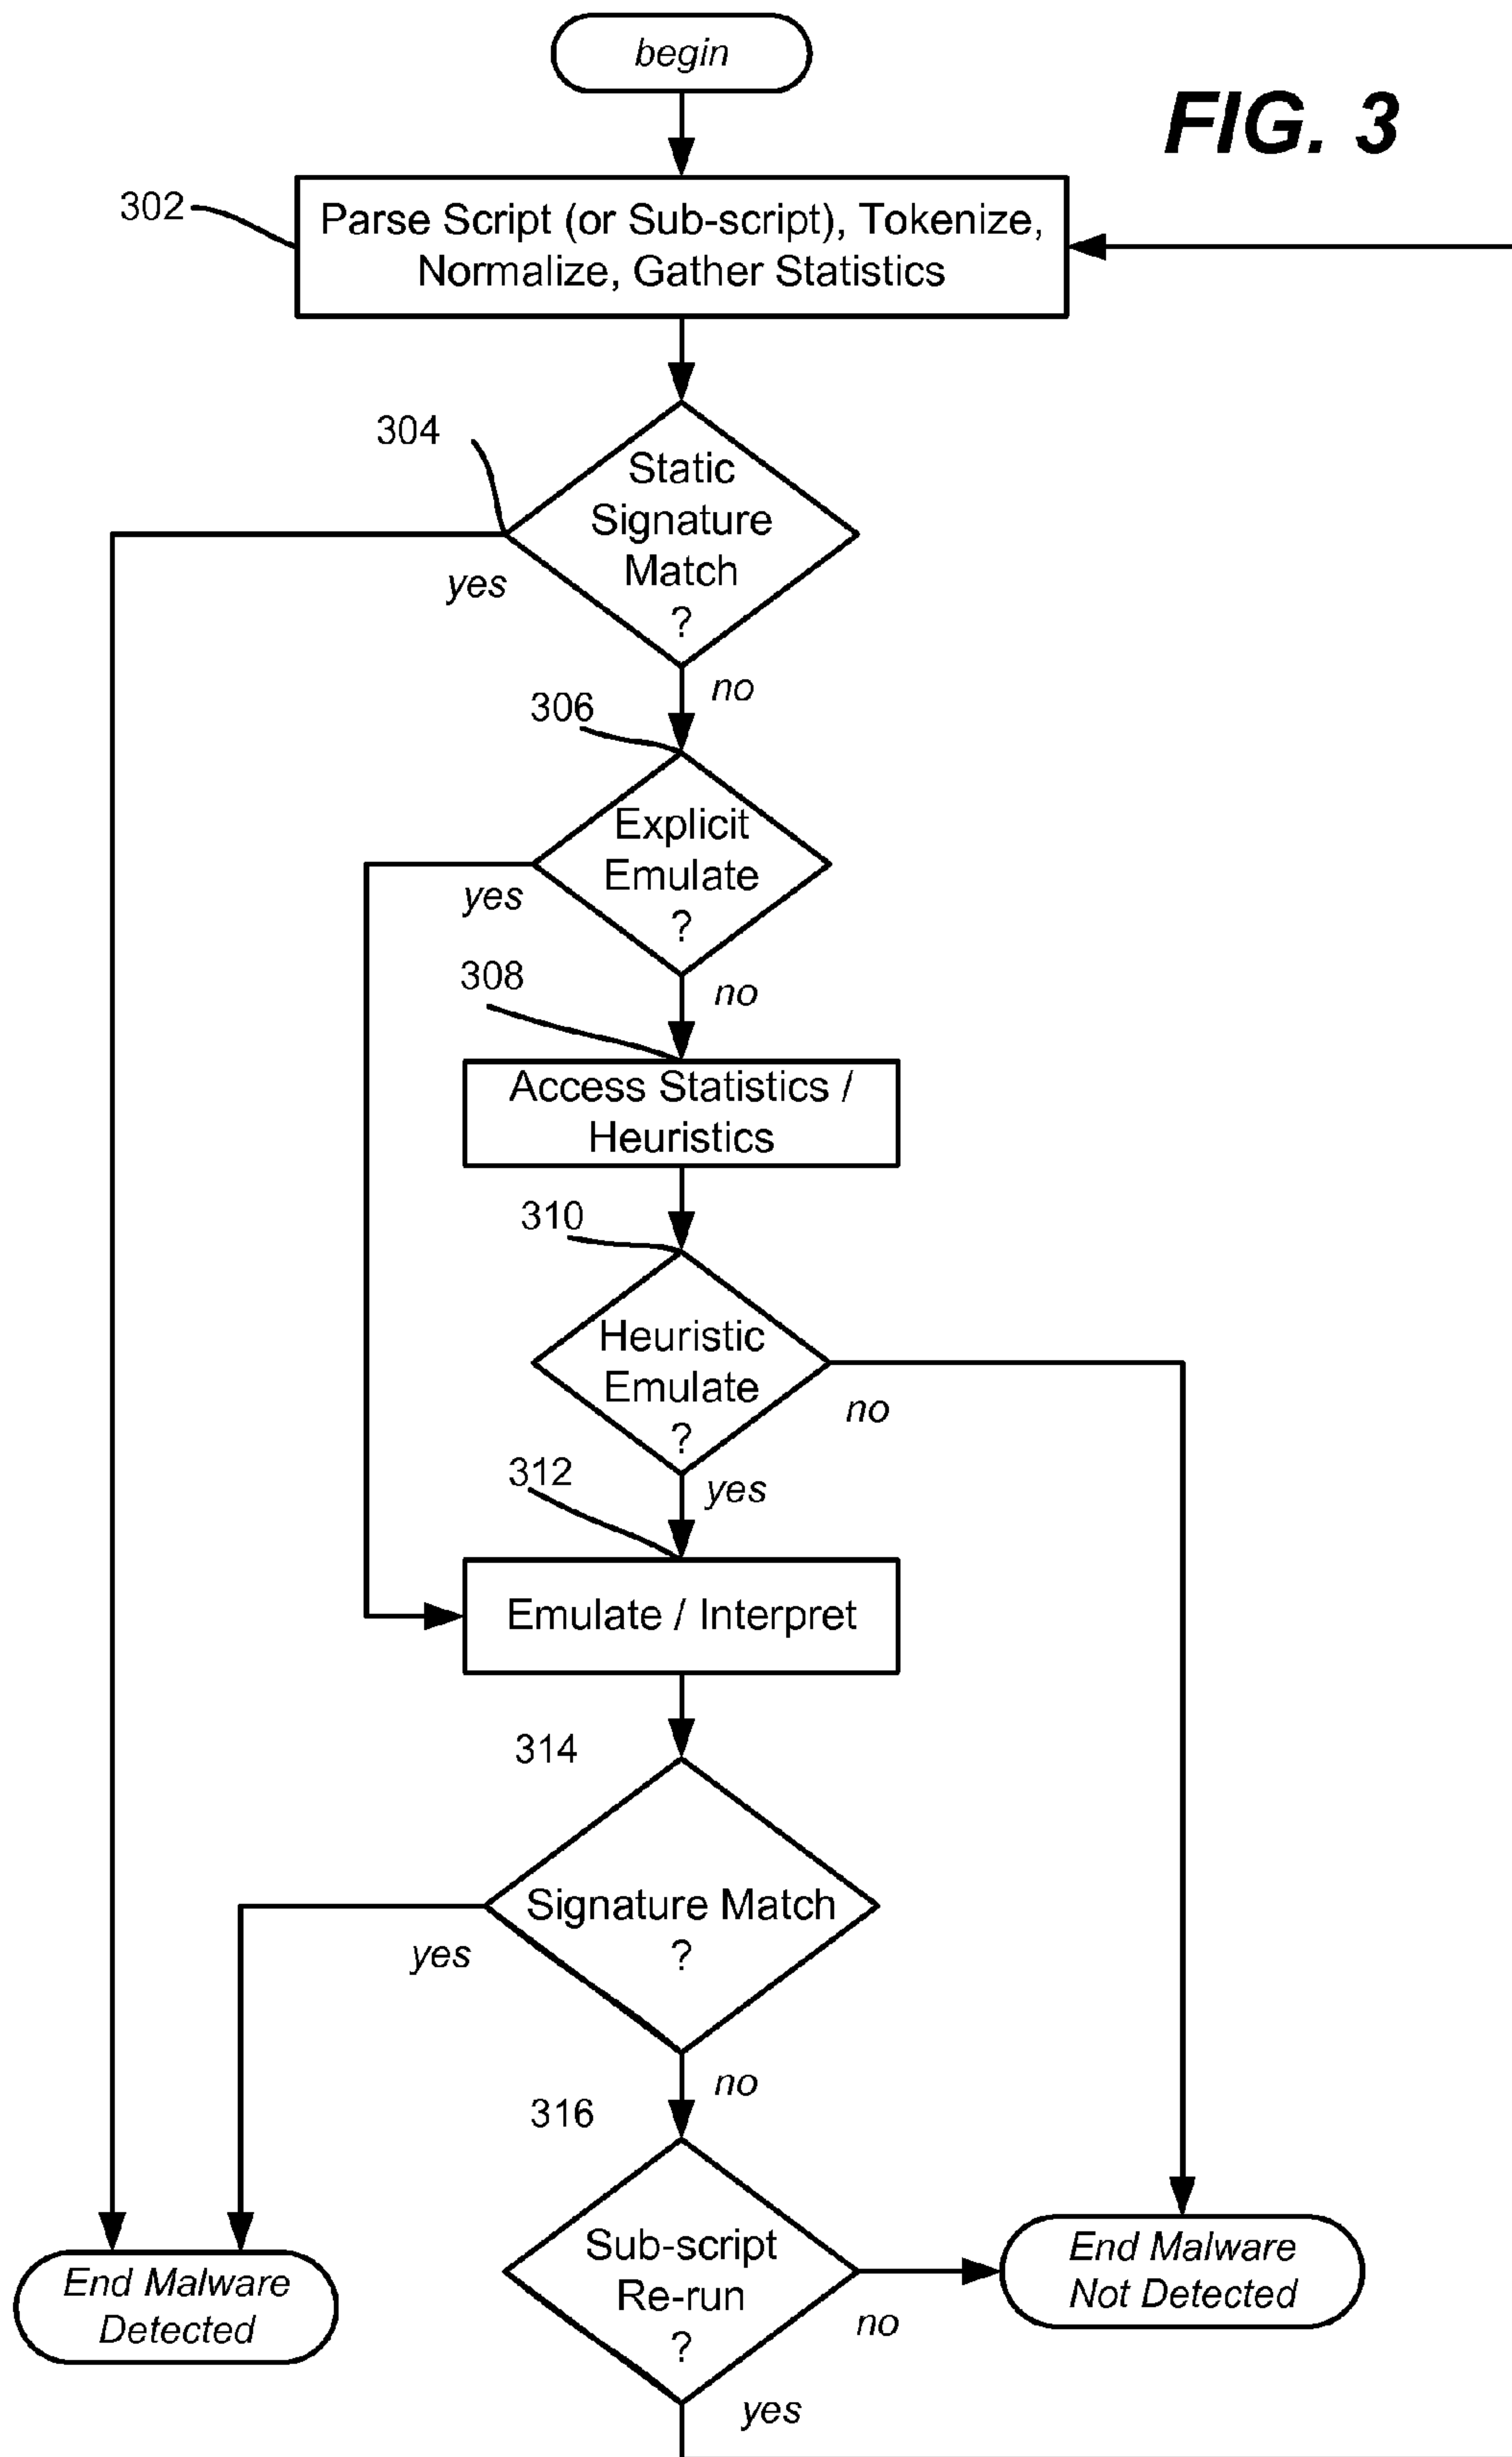 begin
FIG. 3
302
Parse Script (or Sub-script), Tokenize,
Normalize, Gather Statistics
304
Static
Signature
Match
?
yes
no
306
Explicit
Emulate
?
yes
no
308
Access Statistics /
Heuristics
310
Heuristic
Emulate
?
no
yes
312
Emulate / Interpret
314
Signature Match
?
yes
no
316
Sub-script
Re-run
?
no
yes
End Malware
Detected
End Malware
Not Detected